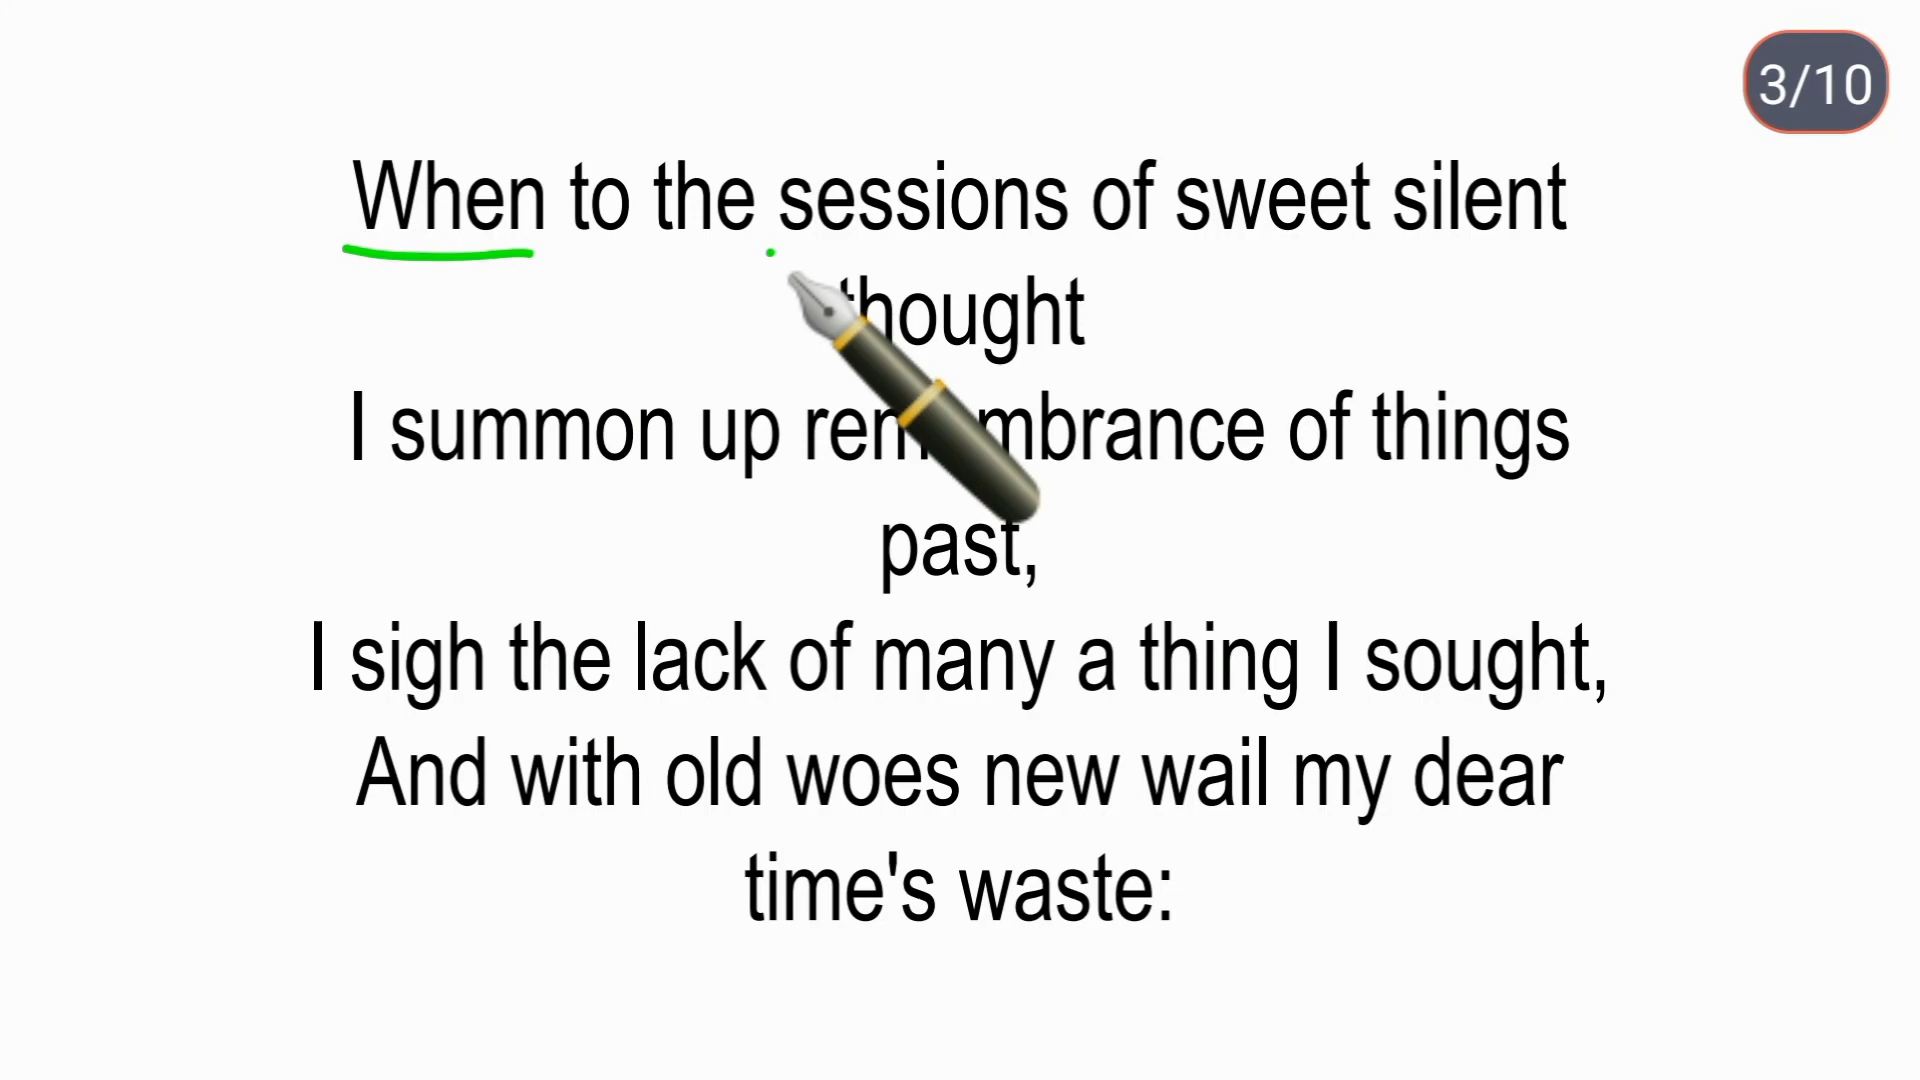 3/10
When to the sessions of sweet silent
thought
I summon up remembrance of things
past,
I sigh the lack of many a thing I sought,
And with old woes new wail my dear
time's waste: